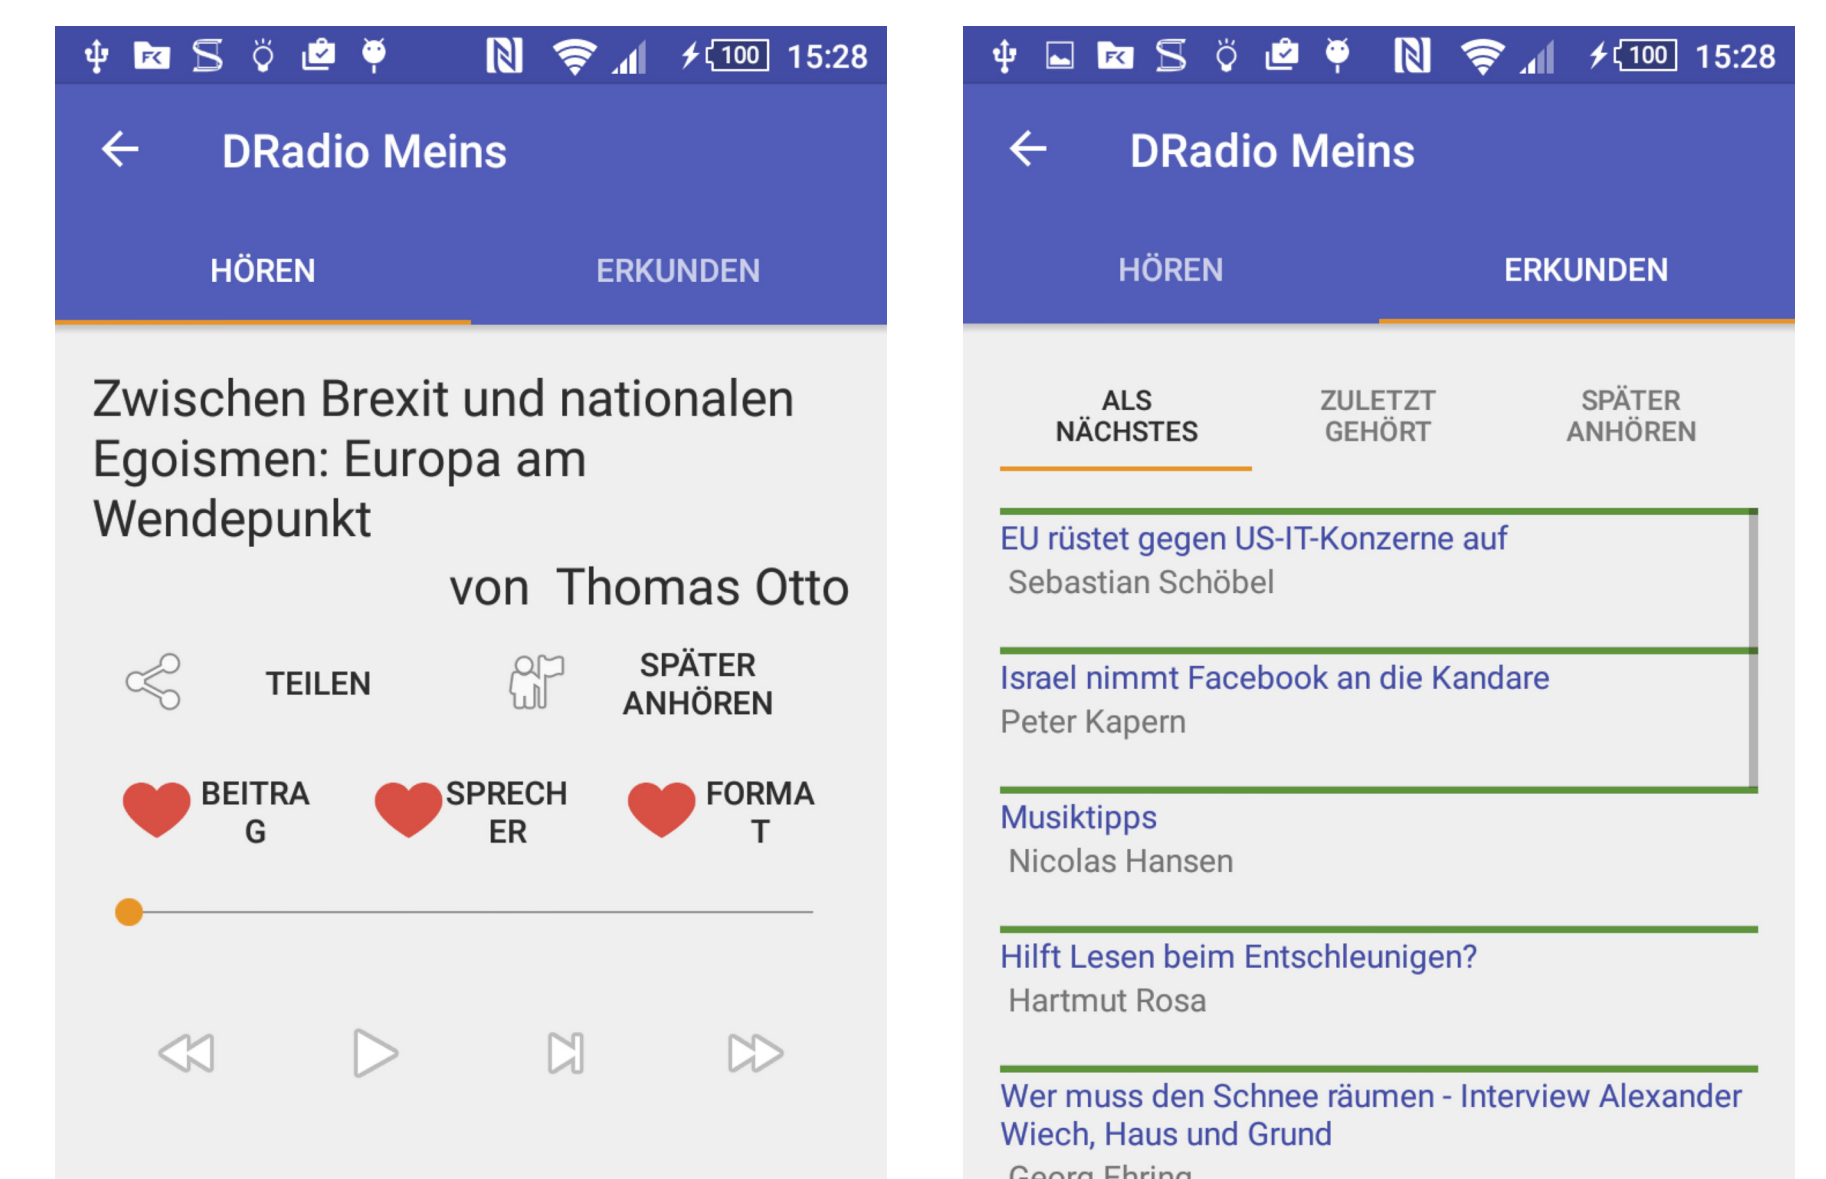 100 15:28
DRadio Meins
HÖREN ERKUNDEN
Zwischen Brexit und nationalen
Egoismen: Europa am
Wendepunkt
von Thomas Otto
TEILEN
SPÄTER
ANHÖREN
BEITRA
G
SPRECH
ER
FORMA
T
100 15:28
DRadio Meins
HÖREN ERKUNDEN
ALS
NÄCHSTES
ZULETZT
GEHÖRT
SPÄTER
ANHÖREN
EU rüstet gegen US-IT-Konzerne auf
Sebastian Schöbel
Israel nimmt Facebook an die Kandare
Peter Kapern
Musiktipps
Nicolas Hansen
Hilft Lesen beim Entschleunigen?
Hartmut Rosa
Wer muss den Schnee räumen - Interview Alexander
Wiech, Haus und Grund
Georg Ehring